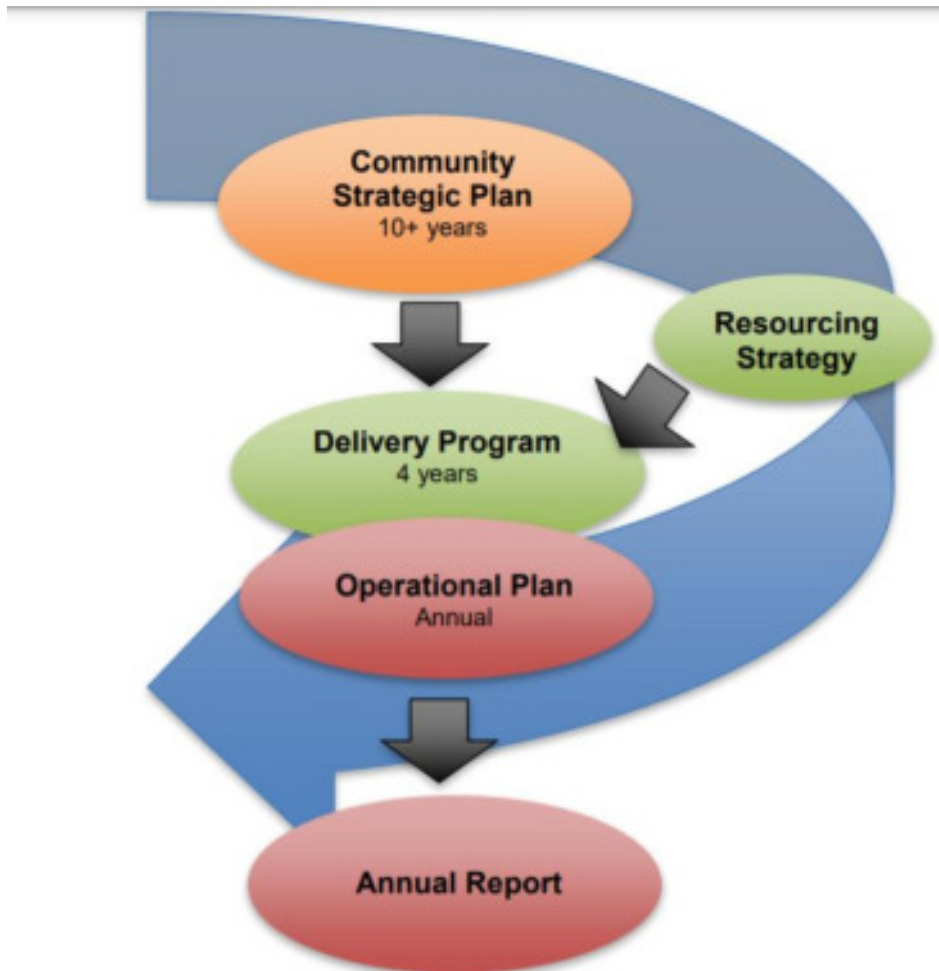 Community
Strategic Plan
10+ years
Resourcing
Strategy
Delivery Program
4 years
Operational Plan
Annual
Annual Report